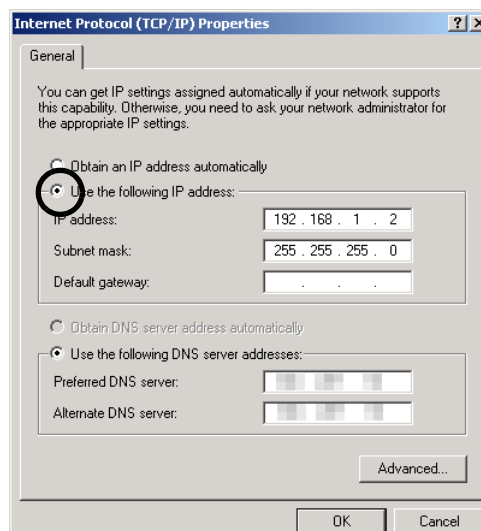 Internet Protocol (TCP/IP) Properties
General
You can get IP settings assigned automatically if your network supports
this capability. Otherwise, you need to ask your network administrator for
the appropriate IP settings.
Obtain an IP address automatically
Use the following IP address:
IP address: 192 . 168 . 1 . 2
Subnet mask: 255 . 255 . 255 . 0
Default gateway: . . .
Obtain DNS server address automatically
Use the following DNS server addresses:
Preferred DNS server:
Alternate DNS server:
Advanced...
OK Cancel